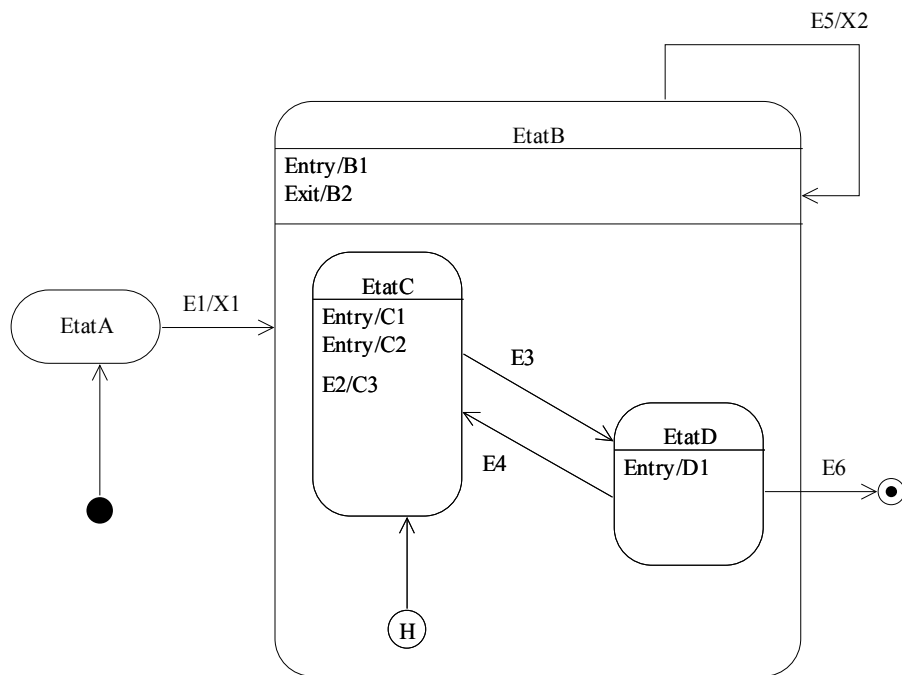 E5/X2
EtatB
Entry/B1
Exit/B2
EtatA
E1/X1
EtatC
Entry/C1
Entry/C2
E2/C3
E3
E4
EtatD
Entry/D1
E6
H